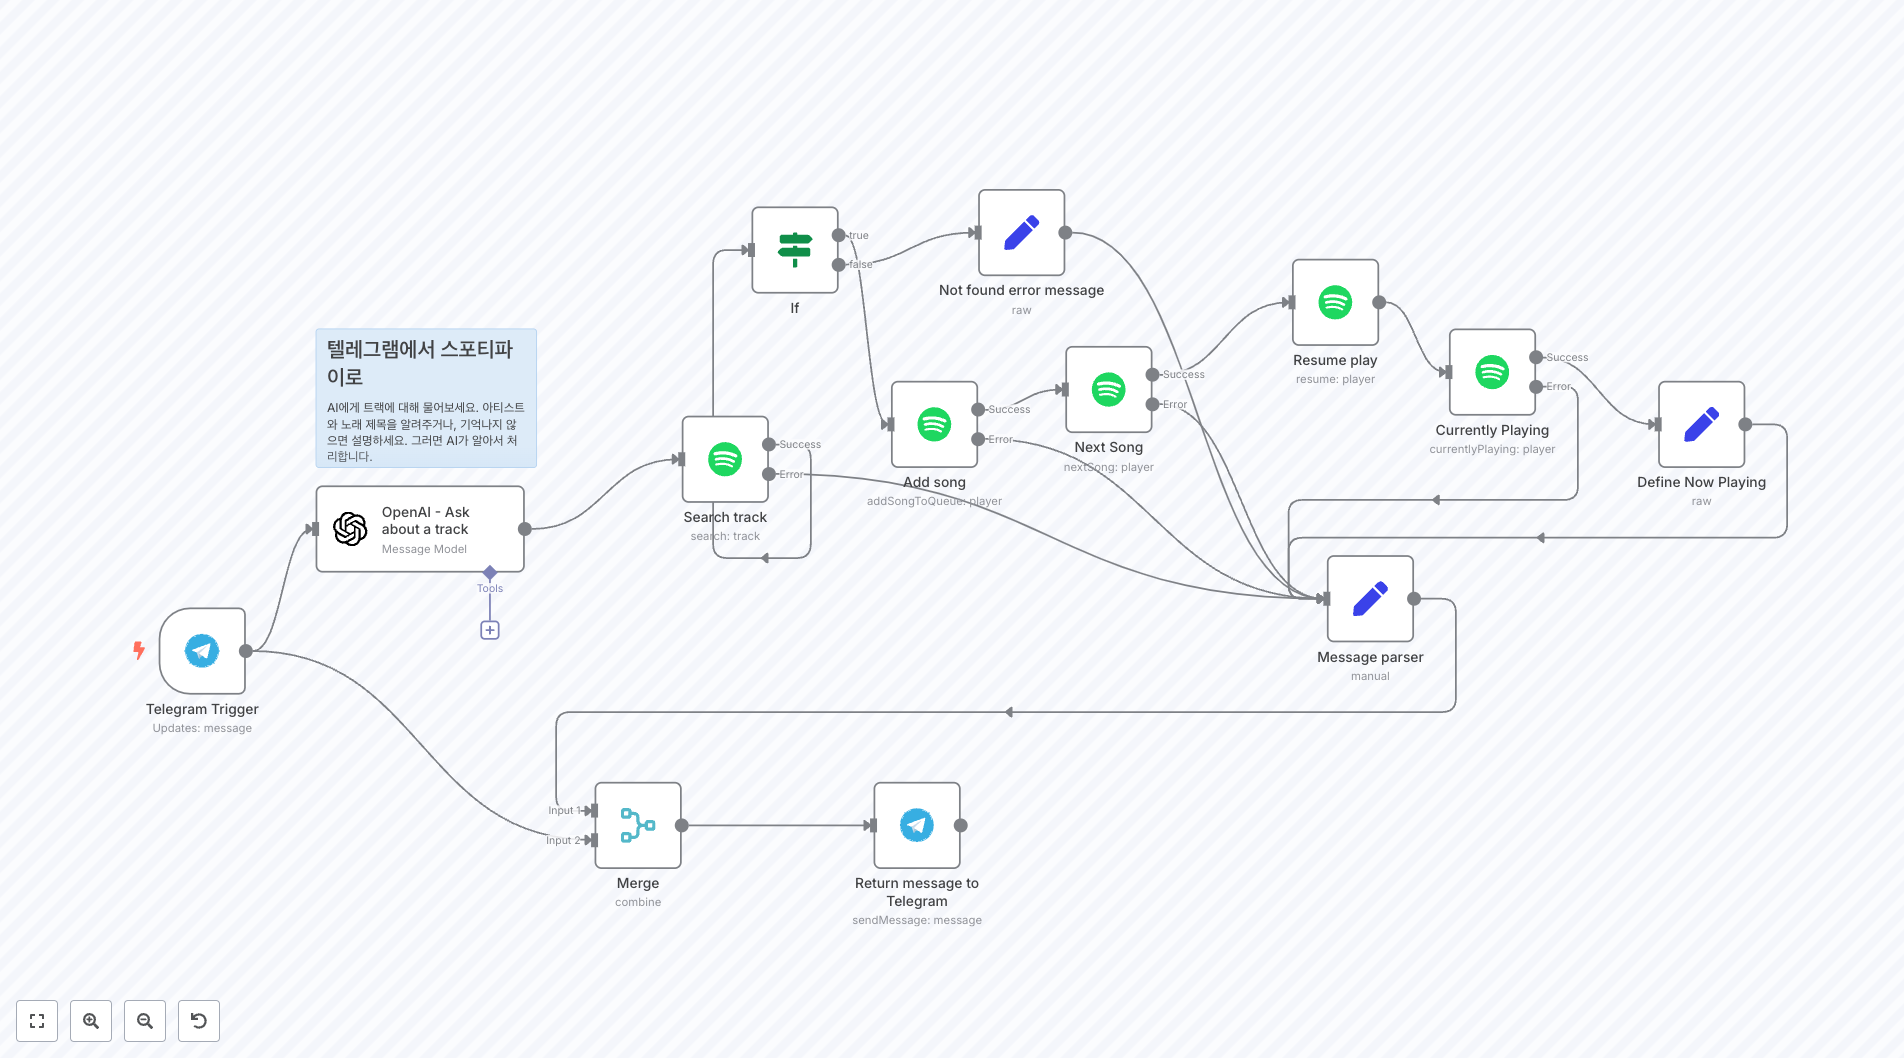 true
false
If
Not found error message
raw
Resume play
resume: player
Success
Error
Currently Playing
currentlyPlaying: player
Success
Error
Next Song
nextSong: player
Define Now Playing
raw
텔레그램에서 스포티파
이로
AI에게 트랙에 대해 물어보세요. 아티스트
와 노래 제목을 알려주거나, 기억나지 않
으면 설명하세요. 그러면 AI가 알아서 처
리합니다.
Success
Error
Add song
addSongToQueue: player
Success
Error
Search track
search: track
OpenAI - Ask
about a track
Message Model
Tools
Telegram Trigger
Updates: message
Message parser
manual
Input 1
Input 2
Merge
combine
Return message to
Telegram
sendMessage: message